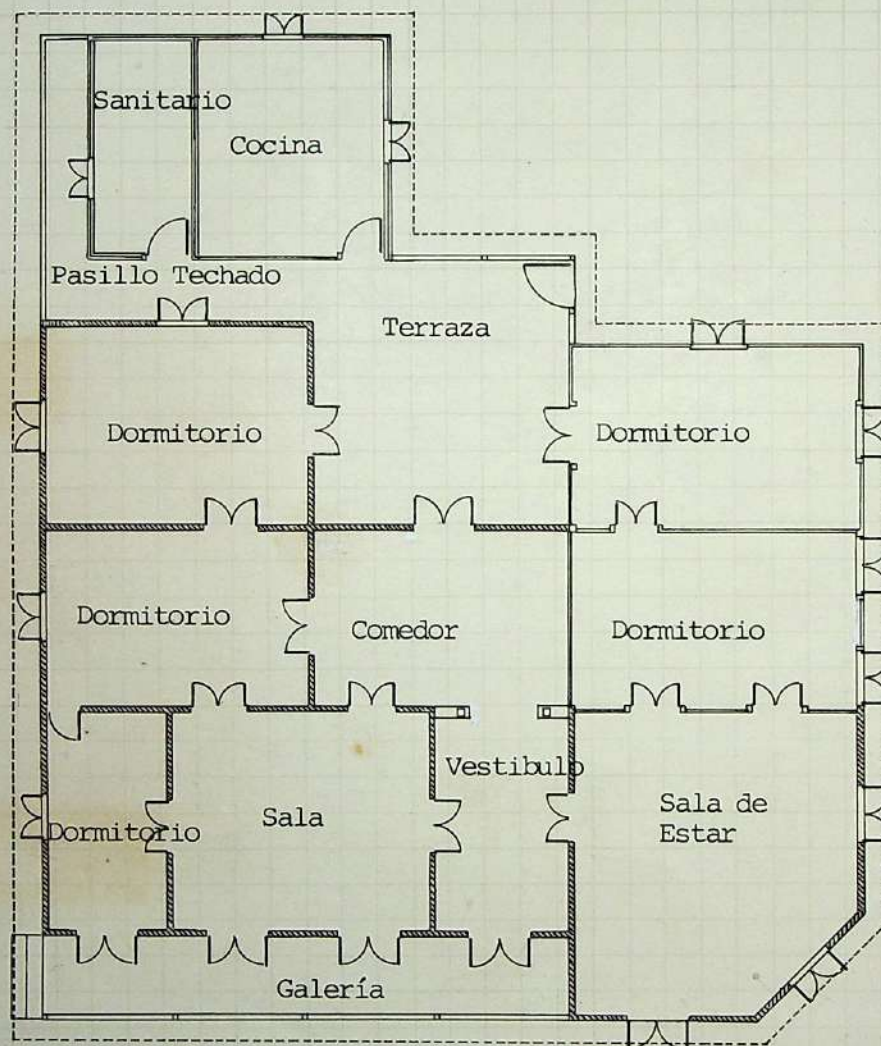 Sanitario
Cocina
Pasillo Techado
Terraza
Dormitorio
Dormitorio
Dormitorio
Comedor
Dormitorio
Vestibulo
Dormitorio
Sala
Sala de
Estar
Galería